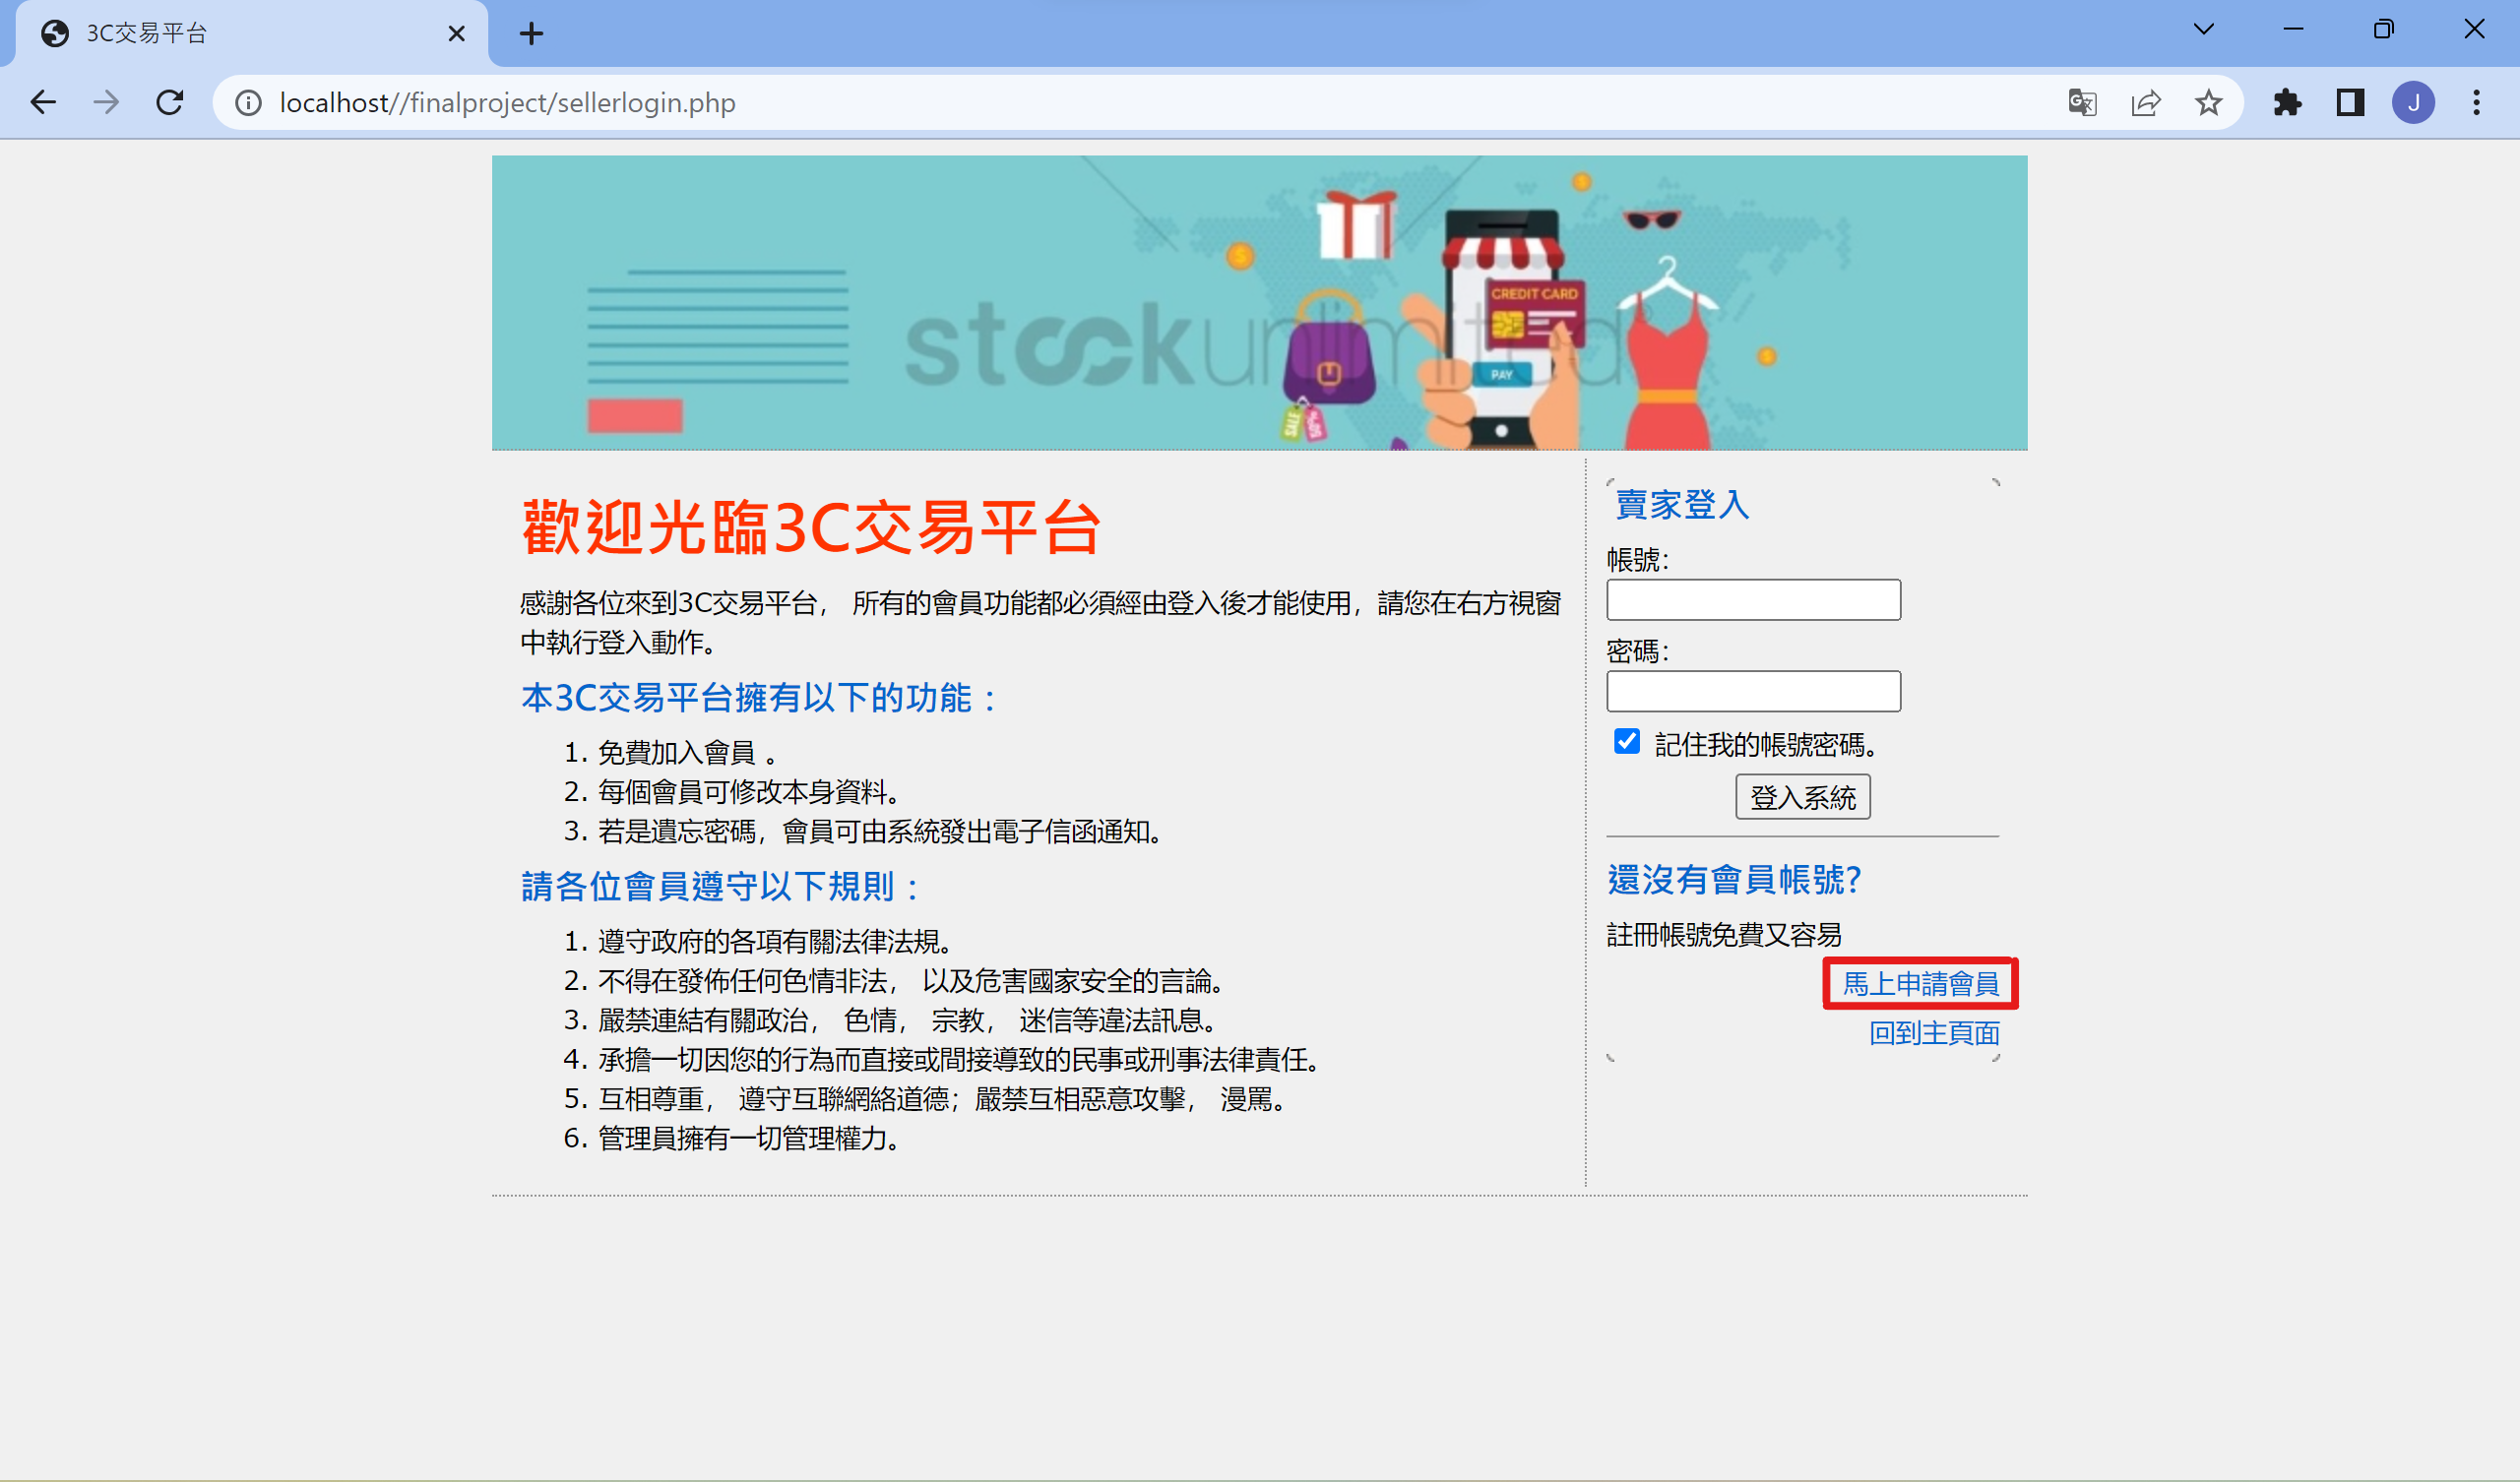 3C交易平台
localhost//finalproject/sellerlogin.php
J
stockunlimited
CREDIT CARD
PAY
SALE
50%
歡迎光臨3C交易平台
感謝各位來到3C交易平台, 所有的會員功能都必須經由登入後才能使用,請您在右方視窗
中執行登入動作。
本3C交易平台擁有以下的功能:
1. 免費加入會員 。
2. 每個會員可修改本身資料。
3. 若是遺忘密碼,會員可由系統發出電子信函通知。
請各位會員遵守以下規則:
1. 遵守政府的各項有關法律法規。
2. 不得在發佈任何色情非法, 以及危害國家安全的言論。
3. 嚴禁連結有關政治, 色情, 宗教, 迷信等違法訊息。
4. 承擔一切因您的行為而直接或間接導致的民事或刑事法律責任。
5. 互相尊重, 遵守互聯網絡道德;嚴禁互相惡意攻擊, 漫罵。
6. 管理員擁有一切管理權力。
賣家登入
帳號:
密碼:
記住我的帳號密碼。
登入系統
還沒有會員帳號?
註冊帳號免費又容易
馬上申請會員
回到主頁面